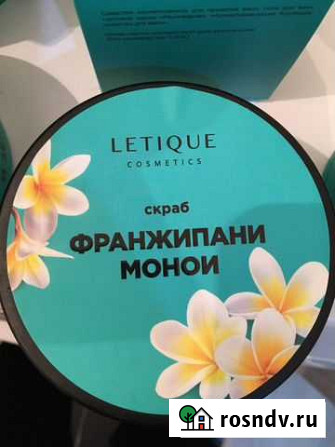 LETIQUE
COSMETICS
скраб
ФРАНЖИПАНИ
МОНОИ
rosndv.ru